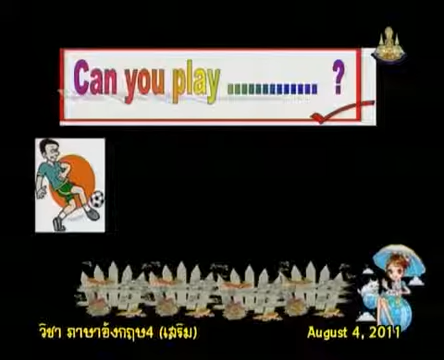 Can you play ............. ?
วิชา ภาษาอังกฤษ4 (เสริม)
August 4, 2011